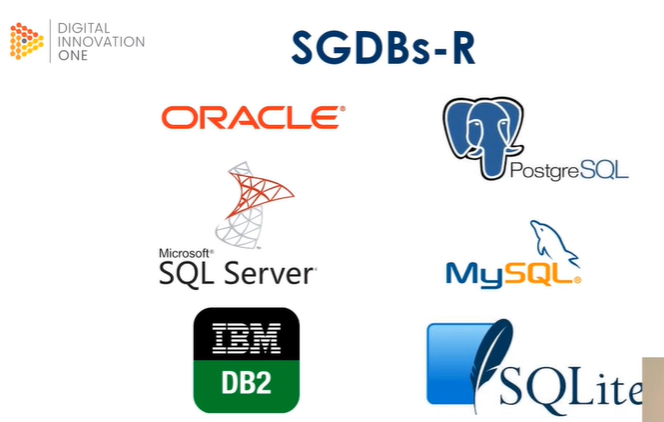 DIGITAL
INNOVATION
ONE
SGDBs-R
ORACLE®
PostgreSQL
Microsoft®
SQL Server®
MySQL®
IBM
DB2
SQLite